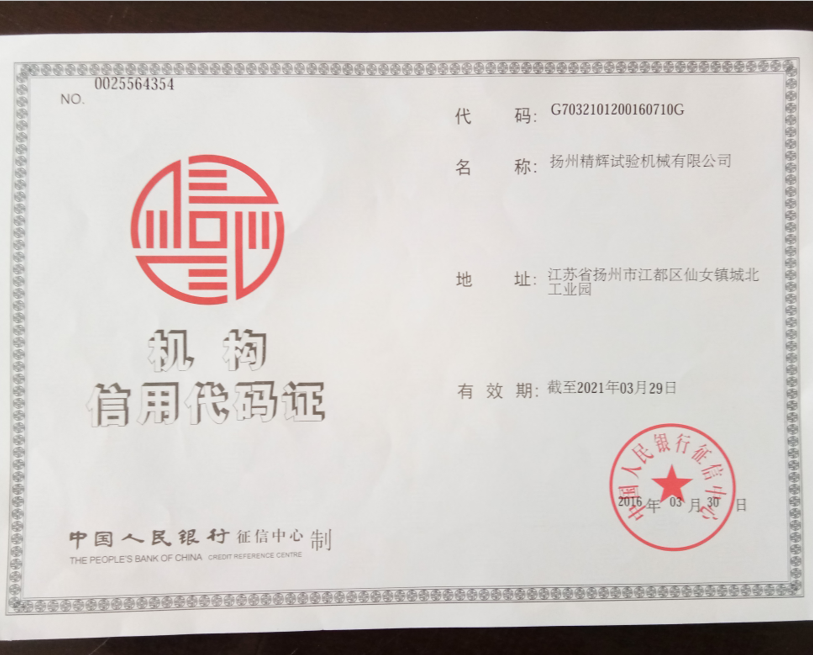 NO. 0025564354
机构
信用代码证
中国人民银行 征信中心 制
THE PEOPLE'S BANK OF CHINA CREDIT REFERENCE CENTRE
代 码: G7032101200160710G
名 称: 扬州精辉试验机械有限公司
地 址: 江苏省扬州市江都区仙女镇城北
工业园
有 效 期: 截至2021年03月29日
中国人民银行征信中心
2016 年 03 月 30 日